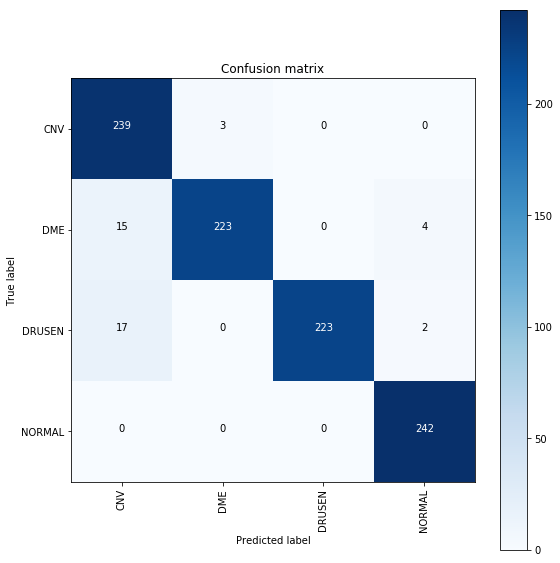 Confusion matrix
CNV 239 3 0 0
DME 15 223 0 4
DRUSEN 17 0 223 2
NORMAL 0 0 0 242
CNV DME DRUSEN NORMAL
True label
Predicted label
200
150
100
50
0